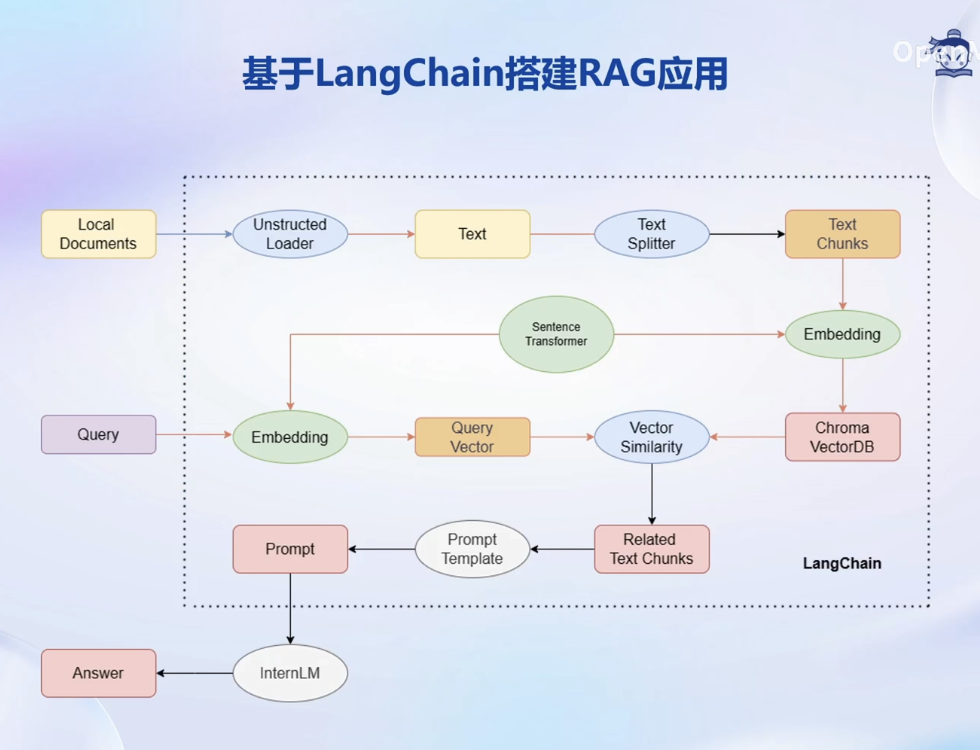 基于LangChain搭建RAG应用
Local
Documents
Unstructed
Loader
Text
Text
Splitter
Text
Chunks
Sentence
Transformer
Embedding
Query
Embedding
Query
Vector
Vector
Similarity
Chroma
VectorDB
Prompt
Prompt
Template
Related
Text Chunks
LangChain
Answer
InternLM